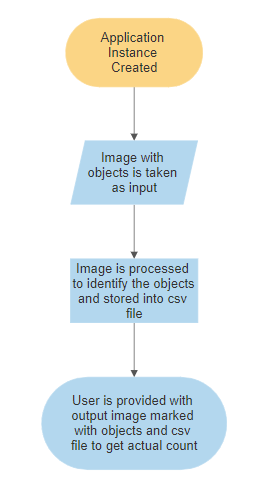 Application
Instance
Created
Image with
objects is taken
as input
Image is processed
to identify the objects
and stored into csv
file
User is provided with
output image marked
with objects and csv
file to get actual count